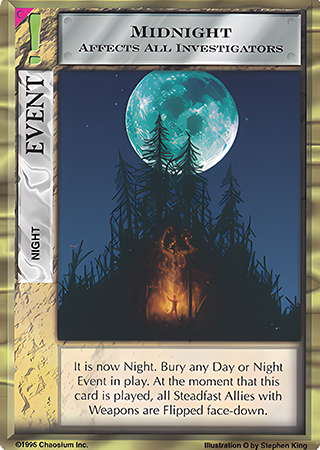 MIDNIGHT
AFFECTS ALL INVESTIGATORS
!
EVENT
NIGHT
It is now Night. Bury any Day or Night
Event in play. At the moment that this
card is played, all Steadfast Allies with
Weapons are Flipped face-down.
©1996 Chaosium Inc.
Illustration © by Stephen King